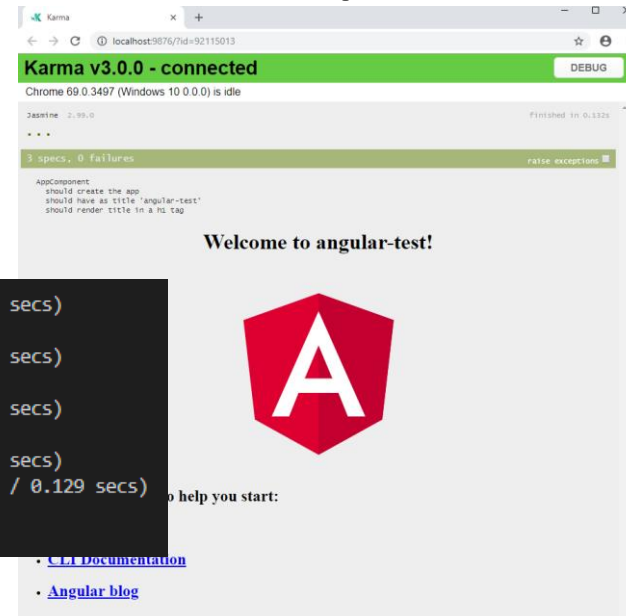 Karma
localhost:9876/?id=92115013
Karma v3.0.0 - connected
DEBUG
Chrome 69.0.3497 (Windows 10 0.0.0) is idle
Jasmine 2.99.0
finished in 0.132s
• • •
3 specs, 0 failures
raise exceptions
AppComponent
should create the app
should have as title 'angular-test'
should render title in a h1 tag
Welcome to angular-test!
A
secs)
secs)
secs)
secs)
/ 0.129 secs)
o help you start:
• CLI Documentation
• Angular blog